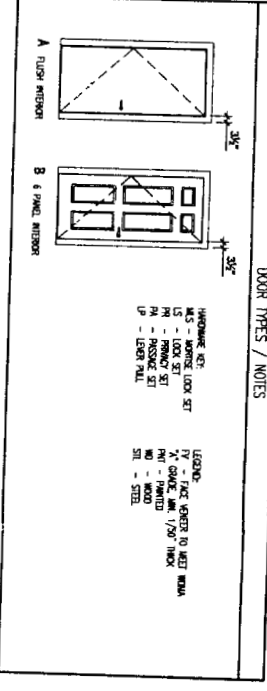 DOOR TYPES / NOTES
3½"
A FLUSH INTERIOR
3½"
B 6 PANEL INTERIOR
HARDWARE KEY:
MLS - MORTISE LOCK SET
LS - LOCK SET
PR - PRIVACY SET
PA - PASSAGE SET
LP - LEVER PULL
LEGEND:
FV - FACE VENEER TO MEET NWMA
"A" GRADE, MIN. 1/50" THICK
PNT - PAINTED
WD - WOOD
STL - STEEL